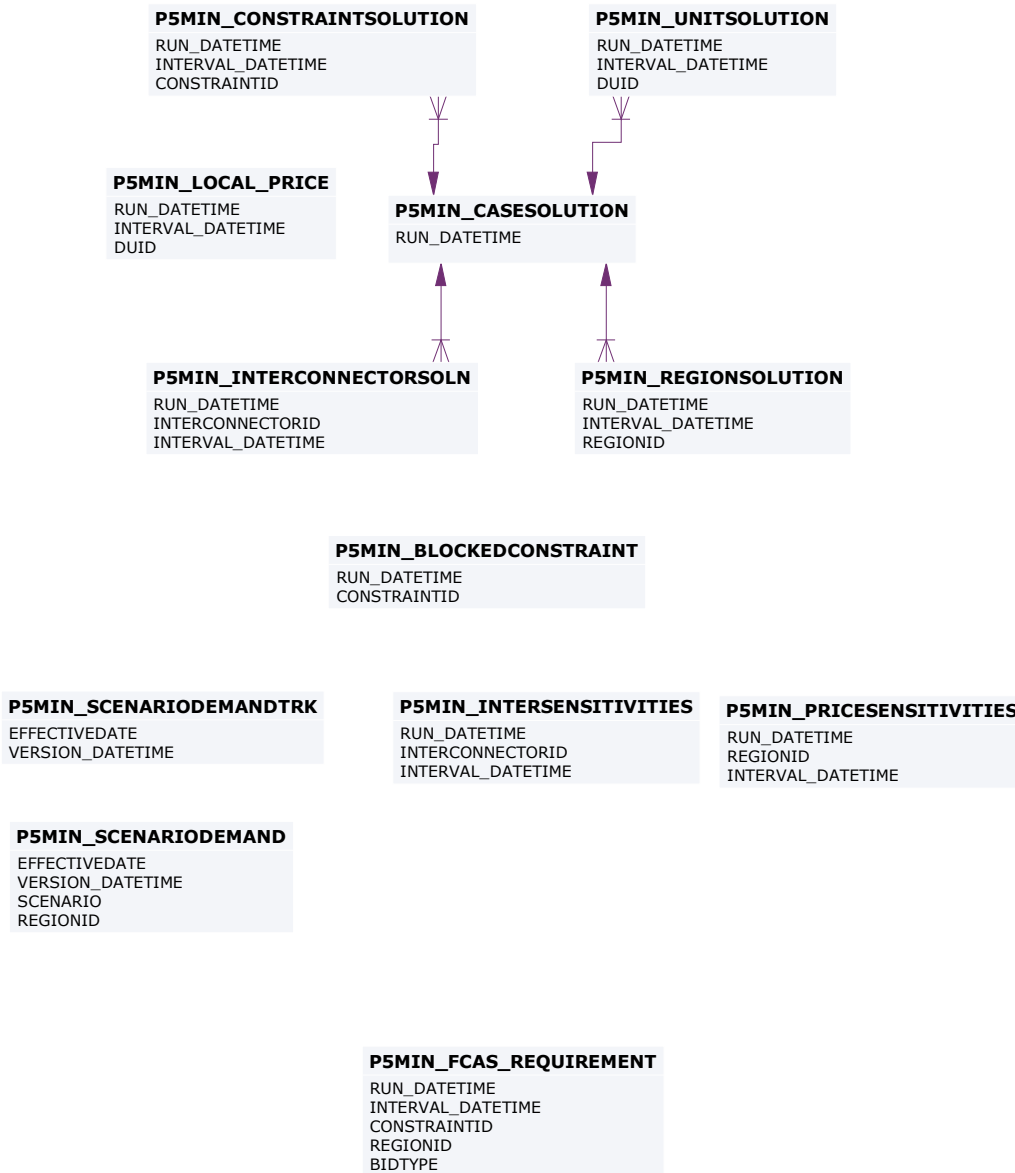 P5MIN_CONSTRAINTSOLUTION
RUN_DATETIME
INTERVAL_DATETIME
CONSTRAINTID
P5MIN_UNITSOLUTION
RUN_DATETIME
INTERVAL_DATETIME
DUID
P5MIN_LOCAL_PRICE
RUN_DATETIME
INTERVAL_DATETIME
DUID
P5MIN_CASESOLUTION
RUN_DATETIME
P5MIN_INTERCONNECTORSOLN
RUN_DATETIME
INTERCONNECTORID
INTERVAL_DATETIME
P5MIN_REGIONSOLUTION
RUN_DATETIME
INTERVAL_DATETIME
REGIONID
P5MIN_BLOCKEDCONSTRAINT
RUN_DATETIME
CONSTRAINTID
P5MIN_SCENARIODEMANDTRK
EFFECTIVEDATE
VERSION_DATETIME
P5MIN_INTERSENSITIVITIES
RUN_DATETIME
INTERCONNECTORID
INTERVAL_DATETIME
P5MIN_PRICESENSITIVITIES
RUN_DATETIME
REGIONID
INTERVAL_DATETIME
P5MIN_SCENARIODEMAND
EFFECTIVEDATE
VERSION_DATETIME
SCENARIO
REGIONID
P5MIN_FCAS_REQUIREMENT
RUN_DATETIME
INTERVAL_DATETIME
CONSTRAINTID
REGIONID
BIDTYPE